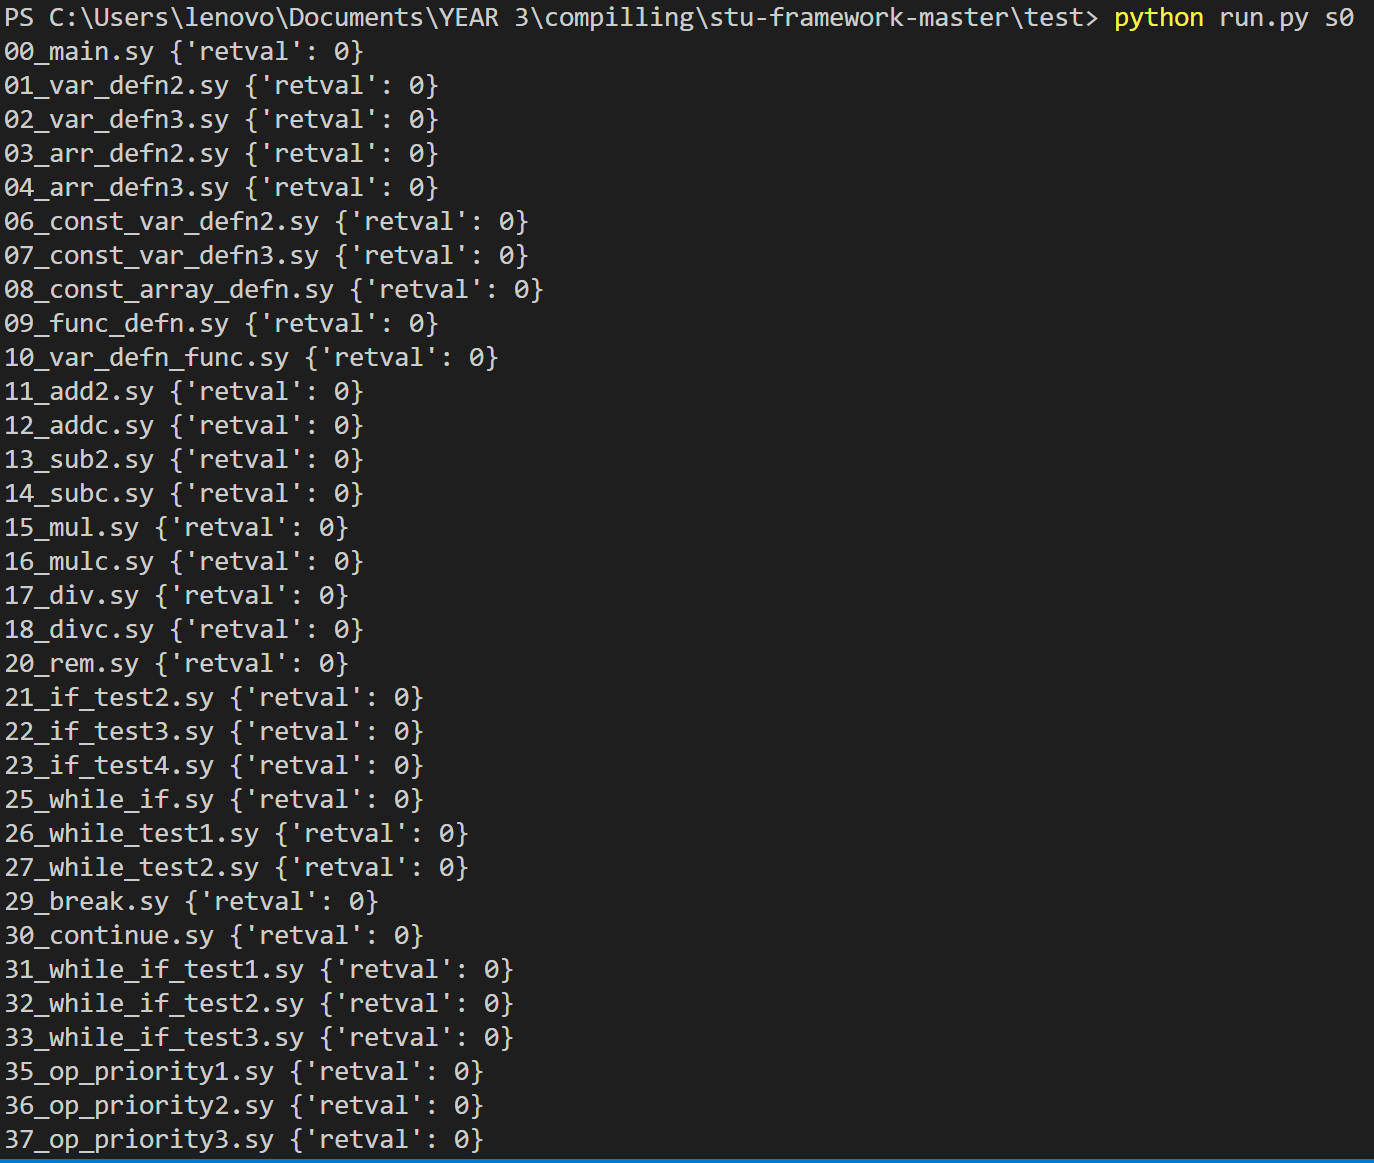 PS C:\Users\lenovo\Documents\YEAR 3\compilling\stu-framework-master\test> python run.py s0
00_main.sy {'retval': 0}
01_var_defn2.sy {'retval': 0}
02_var_defn3.sy {'retval': 0}
03_arr_defn2.sy {'retval': 0}
04_arr_defn3.sy {'retval': 0}
06_const_var_defn2.sy {'retval': 0}
07_const_var_defn3.sy {'retval': 0}
08_const_array_defn.sy {'retval': 0}
09_func_defn.sy {'retval': 0}
10_var_defn_func.sy {'retval': 0}
11_add2.sy {'retval': 0}
12_addc.sy {'retval': 0}
13_sub2.sy {'retval': 0}
14_subc.sy {'retval': 0}
15_mul.sy {'retval': 0}
16_mulc.sy {'retval': 0}
17_div.sy {'retval': 0}
18_divc.sy {'retval': 0}
20_rem.sy {'retval': 0}
21_if_test2.sy {'retval': 0}
22_if_test3.sy {'retval': 0}
23_if_test4.sy {'retval': 0}
25_while_if.sy {'retval': 0}
26_while_test1.sy {'retval': 0}
27_while_test2.sy {'retval': 0}
29_break.sy {'retval': 0}
30_continue.sy {'retval': 0}
31_while_if_test1.sy {'retval': 0}
32_while_if_test2.sy {'retval': 0}
33_while_if_test3.sy {'retval': 0}
35_op_priority1.sy {'retval': 0}
36_op_priority2.sy {'retval': 0}
37_op_priority3.sy {'retval': 0}